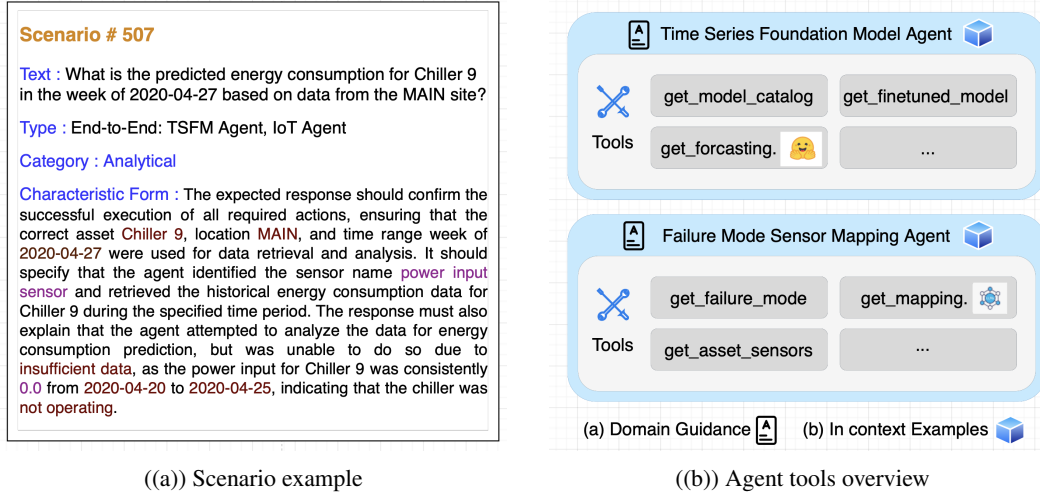 Scenario # 507
Text : What is the predicted energy consumption for Chiller 9
in the week of 2020-04-27 based on data from the MAIN site?
Type : End-to-End: TSFM Agent, IoT Agent
Category : Analytical
Characteristic Form : The expected response should confirm the
successful execution of all required actions, ensuring that the
correct asset Chiller 9, location MAIN, and time range week of
2020-04-27 were used for data retrieval and analysis. It should
specify that the agent identified the sensor name power input
sensor and retrieved the historical energy consumption data for
Chiller 9 during the specified time period. The response must also
explain that the agent attempted to analyze the data for energy
consumption prediction, but was unable to do so due to
insufficient data, as the power input for Chiller 9 was consistently
0.0 from 2020-04-20 to 2020-04-25, indicating that the chiller was
not operating.
((a)) Scenario example
A Time Series Foundation Model Agent
Tools
get_model_catalog
get_finetuned_model
get_forcasting.
...
A Failure Mode Sensor Mapping Agent
Tools
get_failure_mode
get_mapping.
get_asset_sensors
...
(a) Domain Guidance A (b) In context Examples
((b)) Agent tools overview